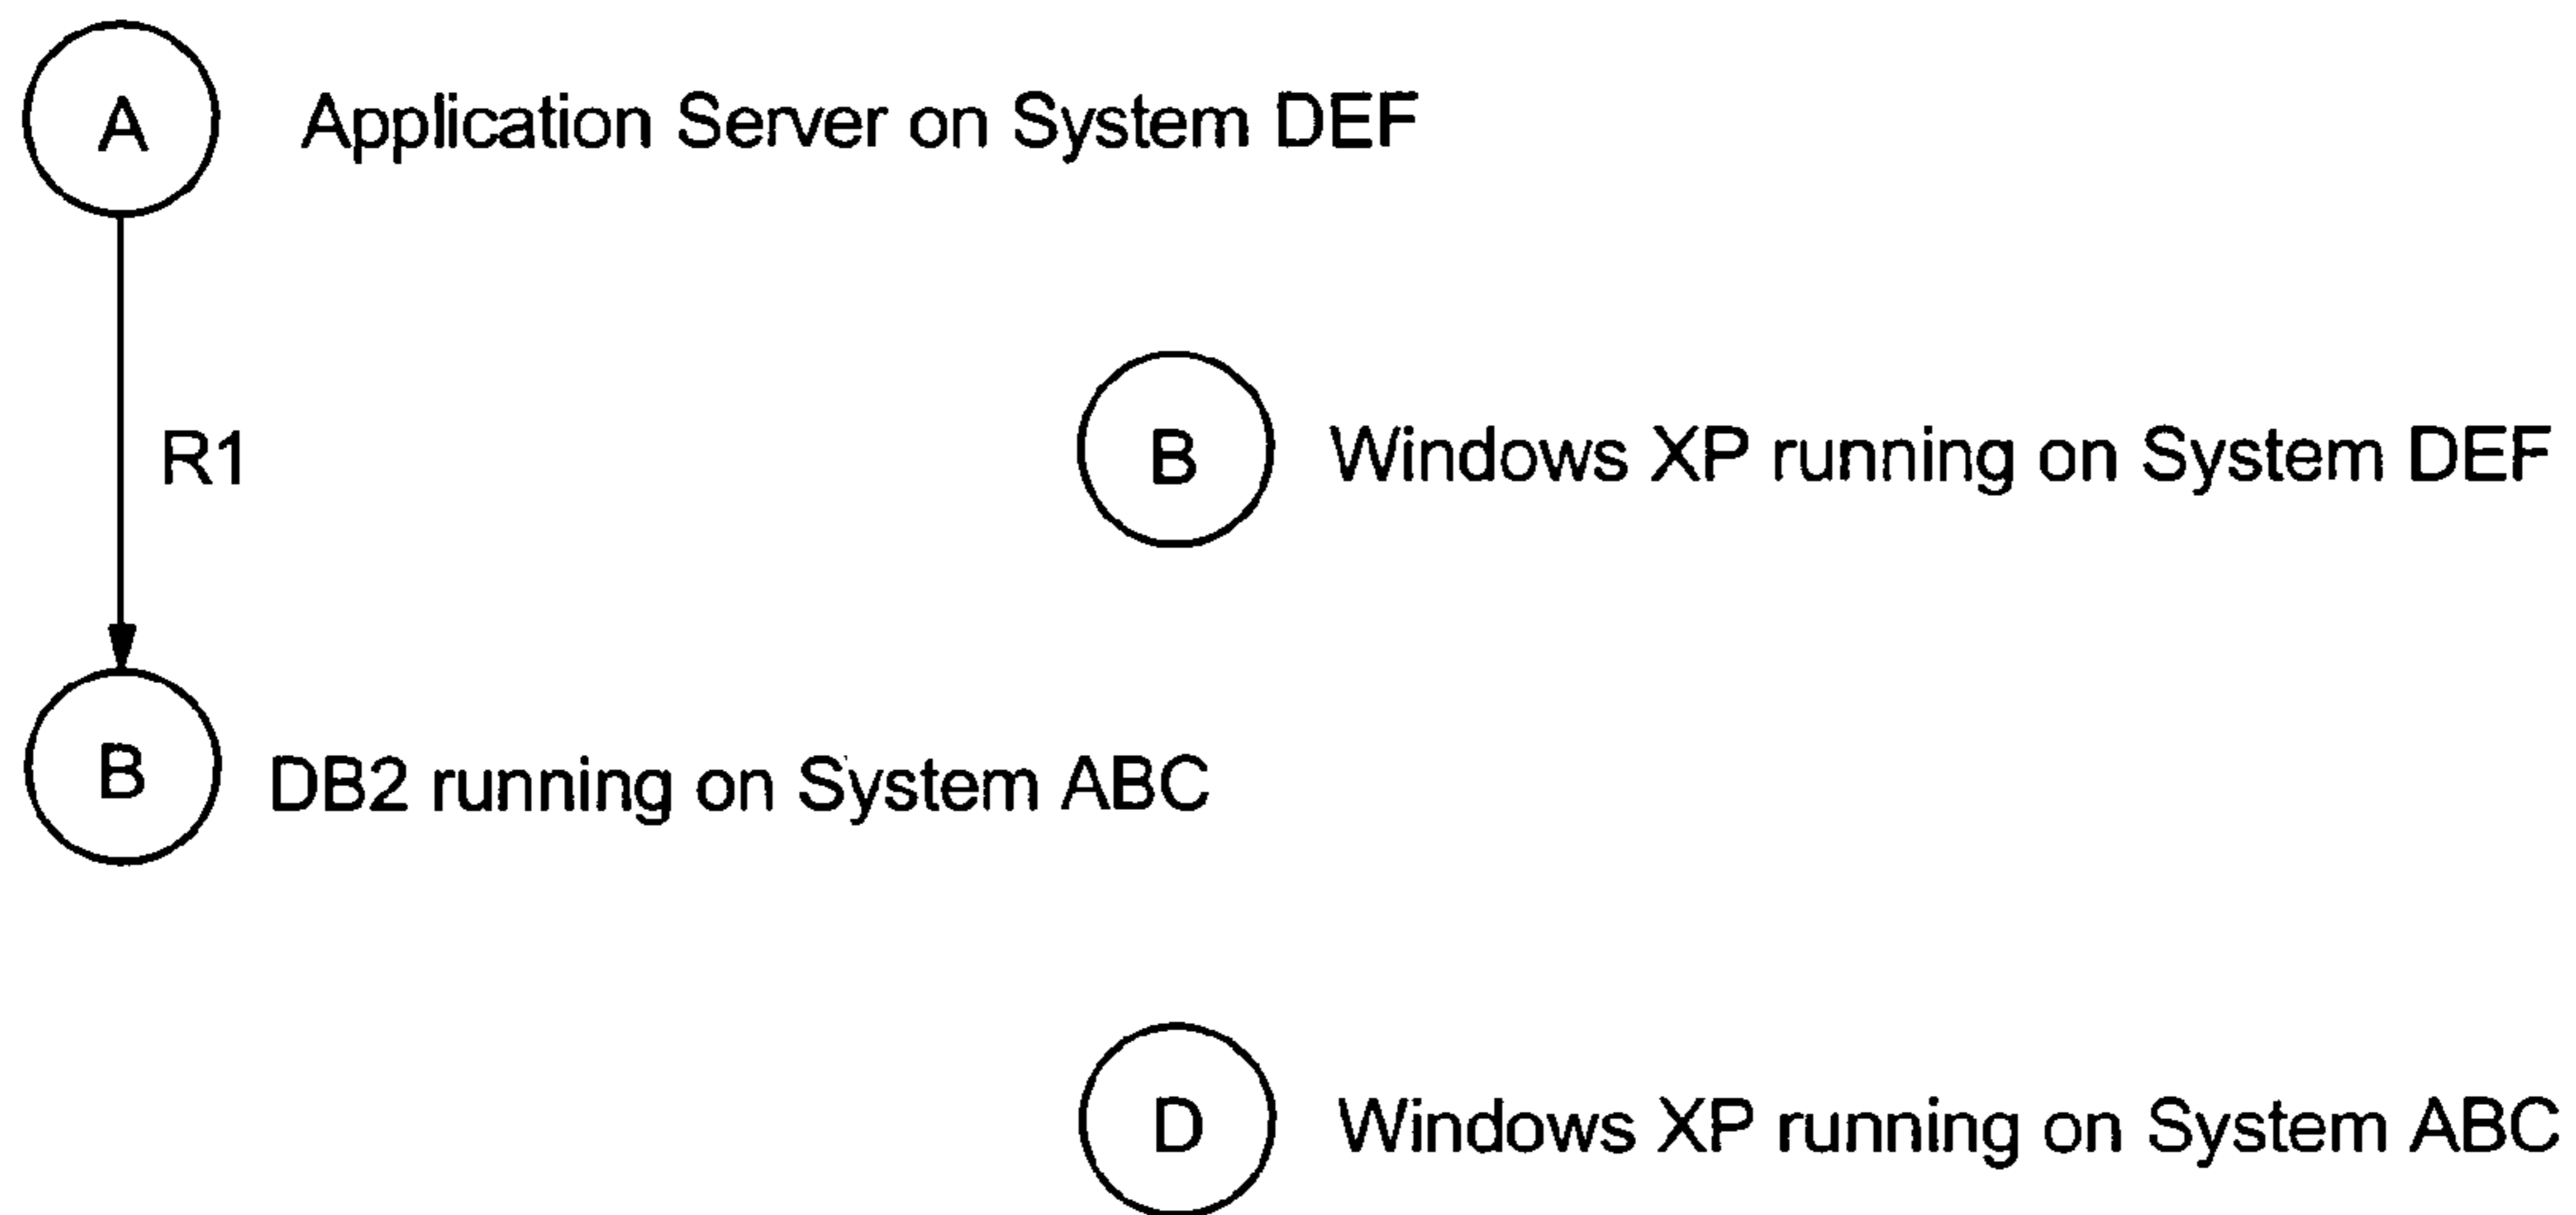 A Application Server on System DEF
R1
B Windows XP running on System DEF
B DB2 running on System ABC
D Windows XP running on System ABC